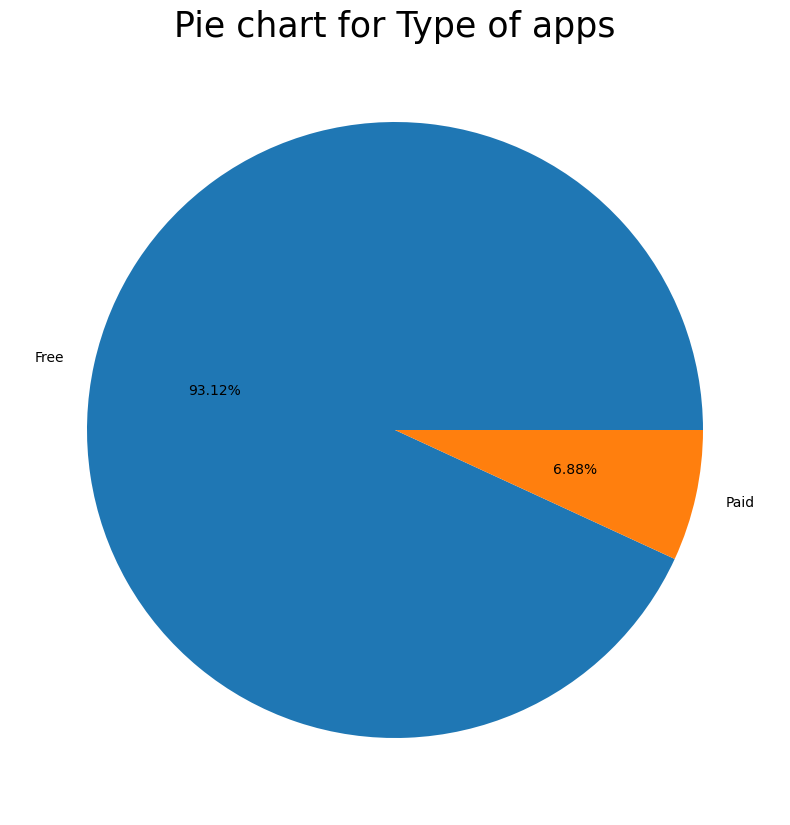 Pie chart for Type of apps
Free
93.12%
6.88%
Paid